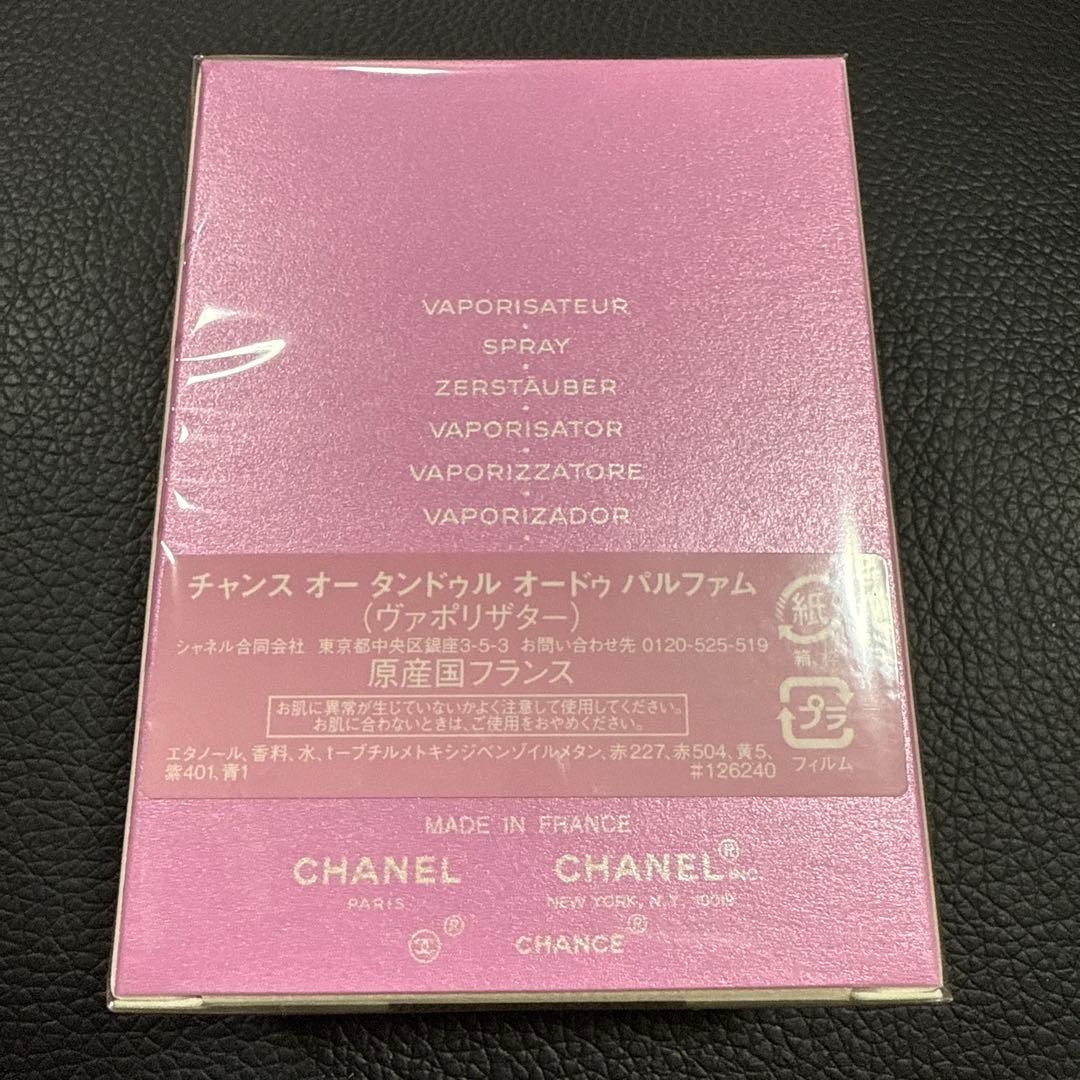 VAPORISATEUR
SPRAY
ZERSTÄUBER
VAPORISATOR
VAPORIZZATORE
VAPORIZADOR
チャンス オー タンドゥル オードゥ パルファム
(ヴァポリザター)
シャネル合同会社 東京都中央区銀座3-5-3 お問い合わせ先 0120-525-519
原産国フランス
お肌に異常が生じていないかよく注意して使用してください。
お肌に合わないときは、ご使用をおやめください。
エタノール、香料、水、t-ブチルメトキシジベンゾイルメタン、赤227、赤504、黄5、
紫401、青1 #126240
紙
プラ
フィルム
MADE IN FRANCE
CHANEL CHANEL® INC.
PARIS NEW YORK, N.Y. 10019
® CHANCE®